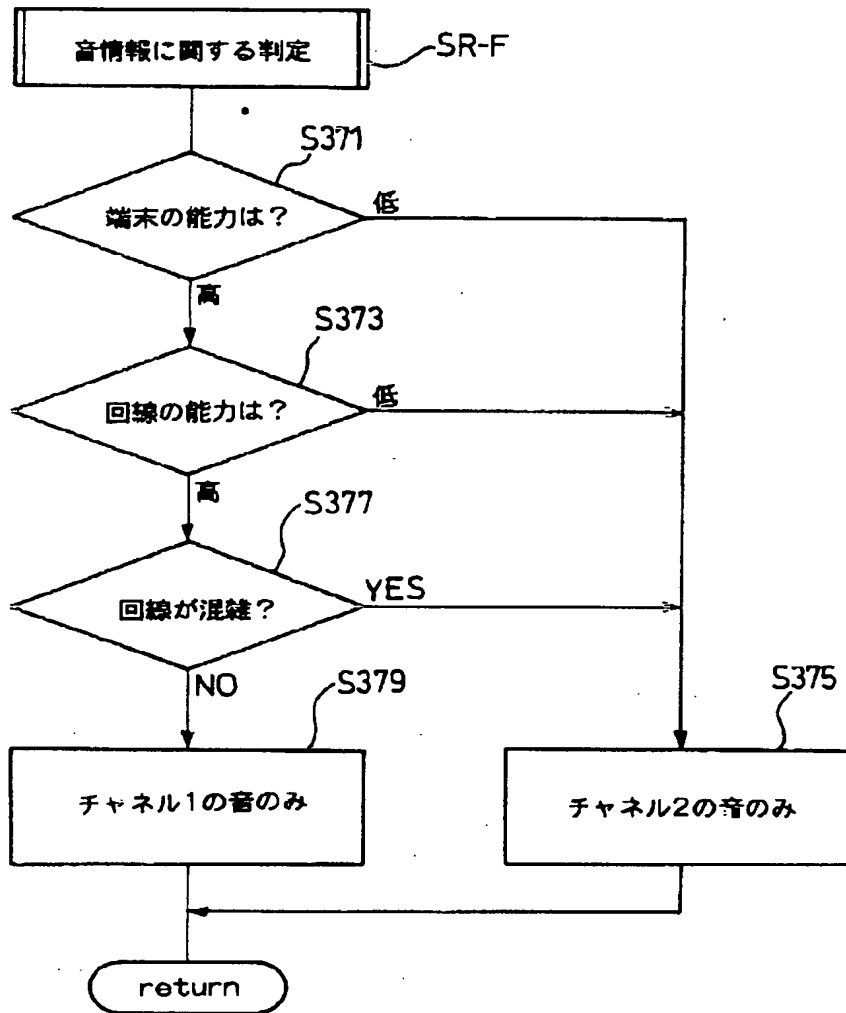 音情報に関する判定
SR-F
S371
端末の能力は?
低
高
S373
回線の能力は?
低
高
S377
回線が混雑?
YES
NO
S379
チャネル1の音のみ
S375
チャネル2の音のみ
return